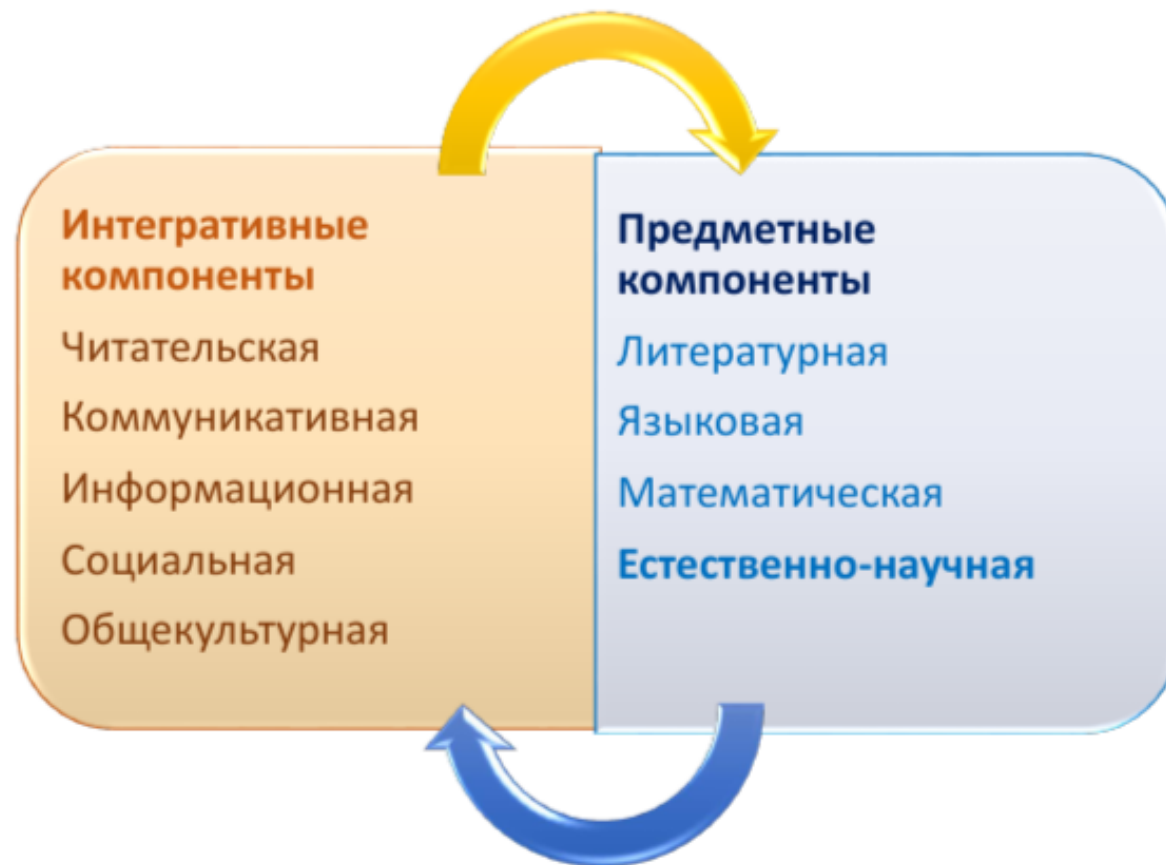 Интегративные
компоненты
Читательская
Коммуникативная
Информационная
Социальная
Общекультурная
Предметные
компоненты
Литературная
Языковая
Математическая
Естественно-научная